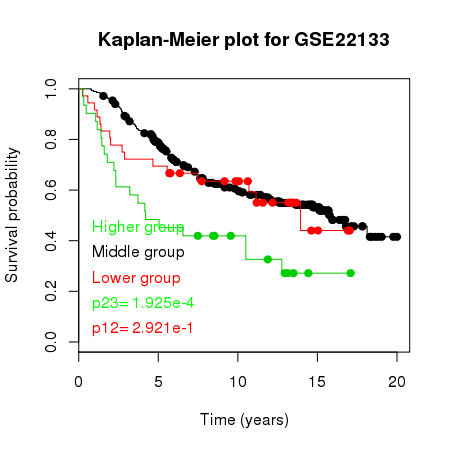 Kaplan-Meier plot for GSE22133
Survival probability
1.0
0.8
0.6
0.4
0.2
0.0
Higher group
Middle group
Lower group
p23= 1.925e-4
p12= 2.921e-1
0 5 10 15 20
Time (years)